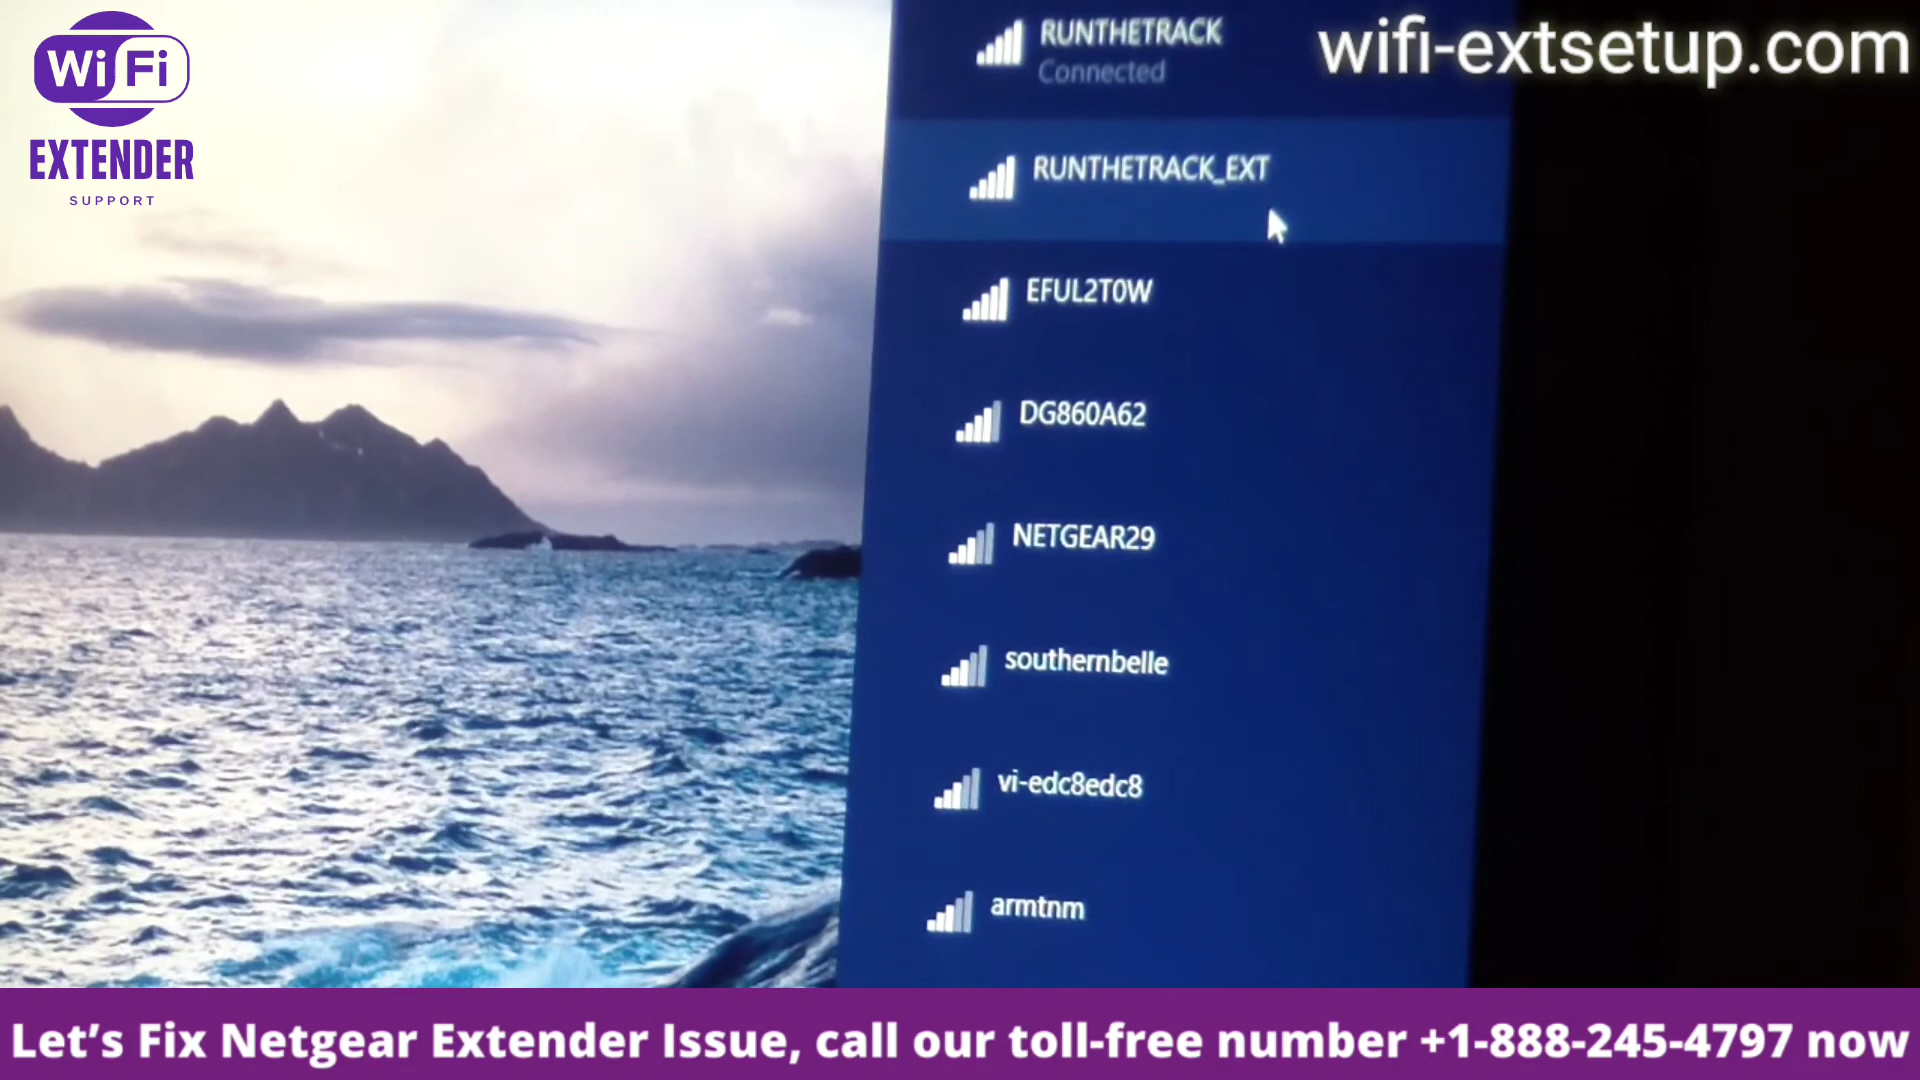 WiFi
EXTENDER
SUPPORT
wifi-extsetup.com
RUNTHETRACK
Connected
RUNTHETRACK_EXT
EFUL2T0W
DG860A62
NETGEAR29
southernbelle
vi-edc8edc8
armtnm
Let’s Fix Netgear Extender Issue, call our toll-free number +1-888-245-4797 now